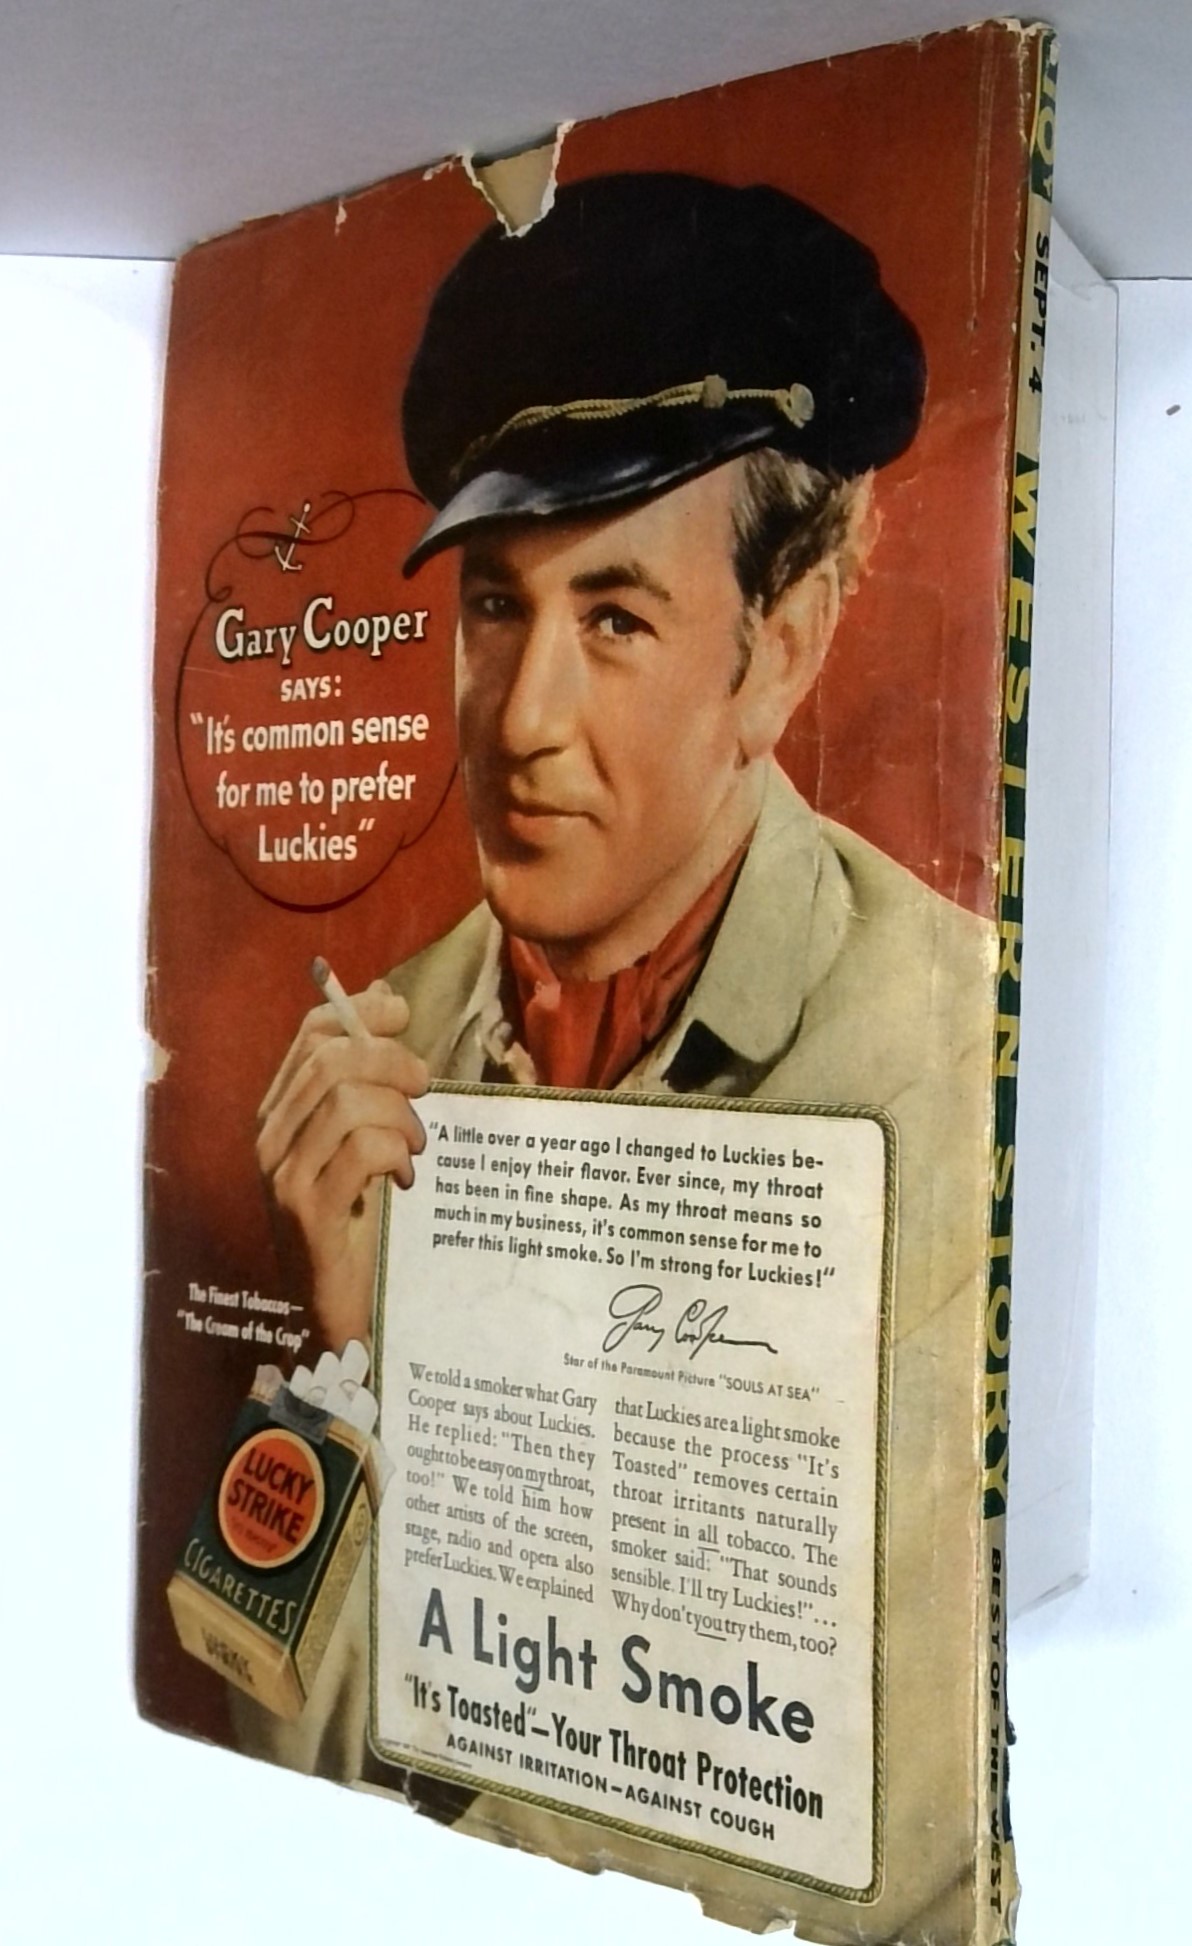 Gary Cooper
SAYS:
"It's common sense
for me to prefer
Luckies"
"A little over a year ago I changed to Luckies be-
cause I enjoy their flavor. Ever since, my throat
has been in fine shape. As my throat means so
much in my business, it's common sense for me to
prefer this light smoke. So I'm strong for Luckies!"
Gary Cooper
Star of the Paramount Picture "SOULS AT SEA"
The Finest Tobaccos—
"The Cream of the Crop"
LUCKY
STRIKE
CIGARETTES
We told a smoker what Gary
Cooper says about Luckies.
He replied: "Then they
ought to be easy on my throat,
too!" We told him how
other artists of the screen,
stage, radio and opera also
prefer Luckies. We explained
that Luckies are a light smoke
because the process "It's
Toasted" removes certain
throat irritants naturally
present in all tobacco. The
smoker said: "That sounds
sensible. I'll try Luckies!"...
Why don't you try them, too?
A Light Smoke
"It's Toasted"—Your Throat Protection
AGAINST IRRITATION—AGAINST COUGH
SEPT. 4 WESTERN STORY BEST OF THE WEST